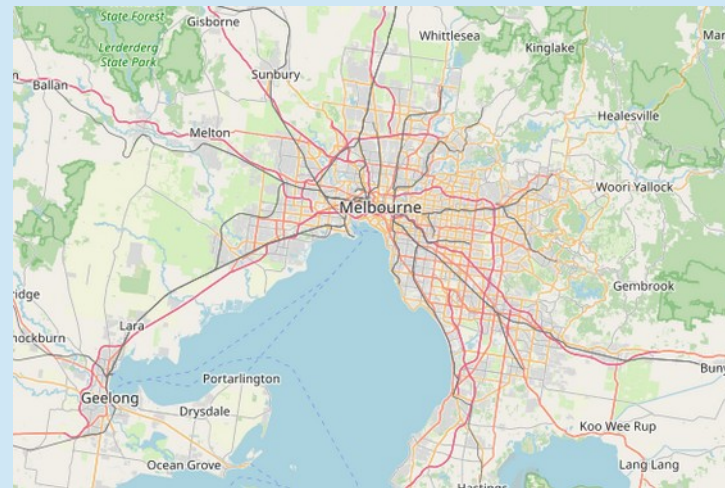 State Forest
Gisborne
Whittlesea
Lerderderg
State Park
Kinglake
Sunbury
Ballan
Healesville
Melton
Woori Yallock
Melbourne
Gembrook
Lara
Geelong
Portarlington
Drysdale
Koo Wee Rup
Ocean Grove
Lang Lang